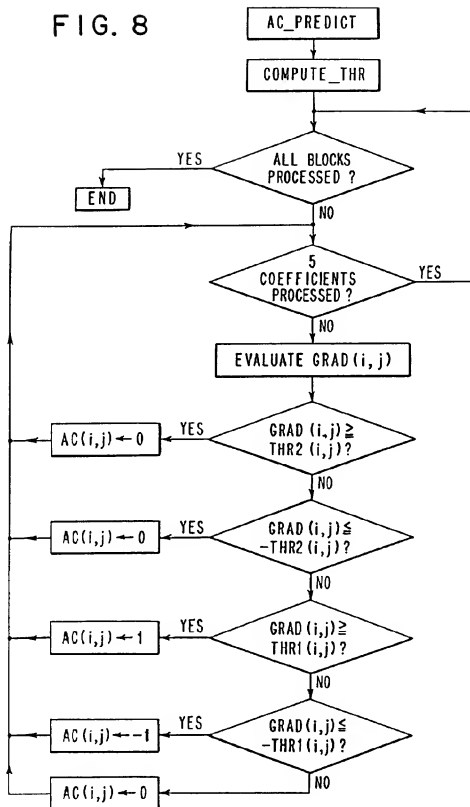 FIG. 8
AC_PREDICT
COMPUTE_THR
ALL BLOCKS
PROCESSED ?
YES
END
NO
5
COEFFICIENTS
PROCESSED ?
YES
NO
EVALUATE GRAD(i,j)
GRAD (i,j) ≧
THR2 (i,j)?
YES
AC(i,j)←0
NO
GRAD (i,j) ≦
-THR2(i,j)?
YES
AC(i,j)←0
NO
GRAD(i,j) ≧
THR1(i,j)?
YES
AC(i,j)←1
NO
GRAD(i,j) ≦
-THR1(i,j)?
YES
AC(i,j)←-1
NO
AC(i,j)←0